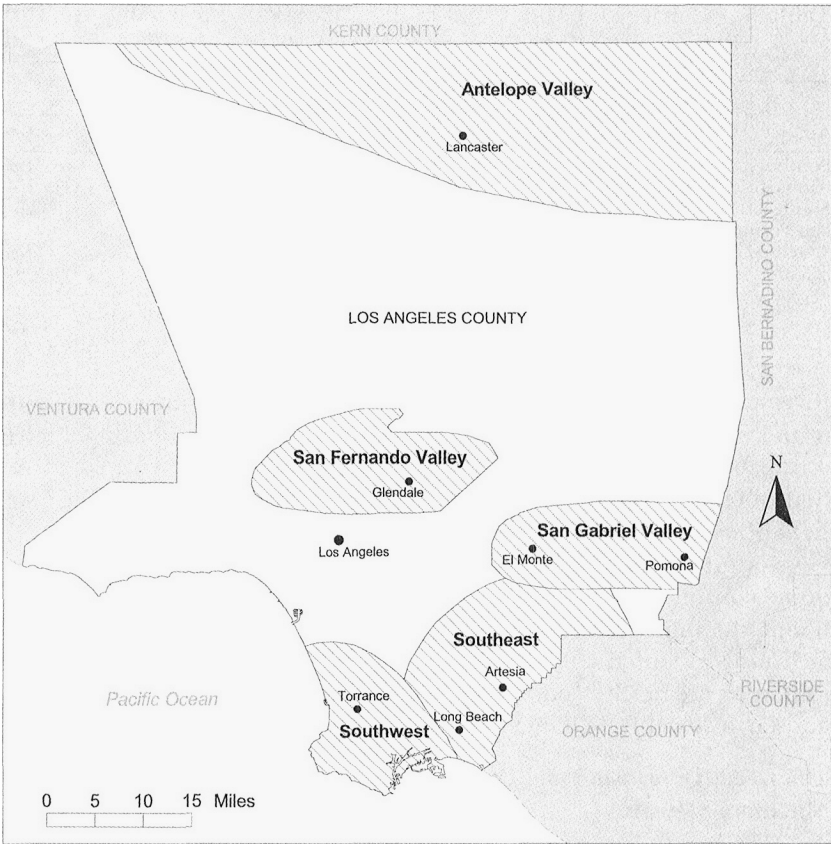 KERN COUNTY
Antelope Valley
Lancaster
SAN BERNADINO COUNTY
LOS ANGELES COUNTY
VENTURA COUNTY
San Fernando Valley
Glendale
N
Los Angeles
San Gabriel Valley
El Monte
Pomona
Southeast
Artesia
Pacific Ocean
Torrance
Long Beach
Southwest
RIVERSIDE
COUNTY
ORANGE COUNTY
0 5 10 15 Miles